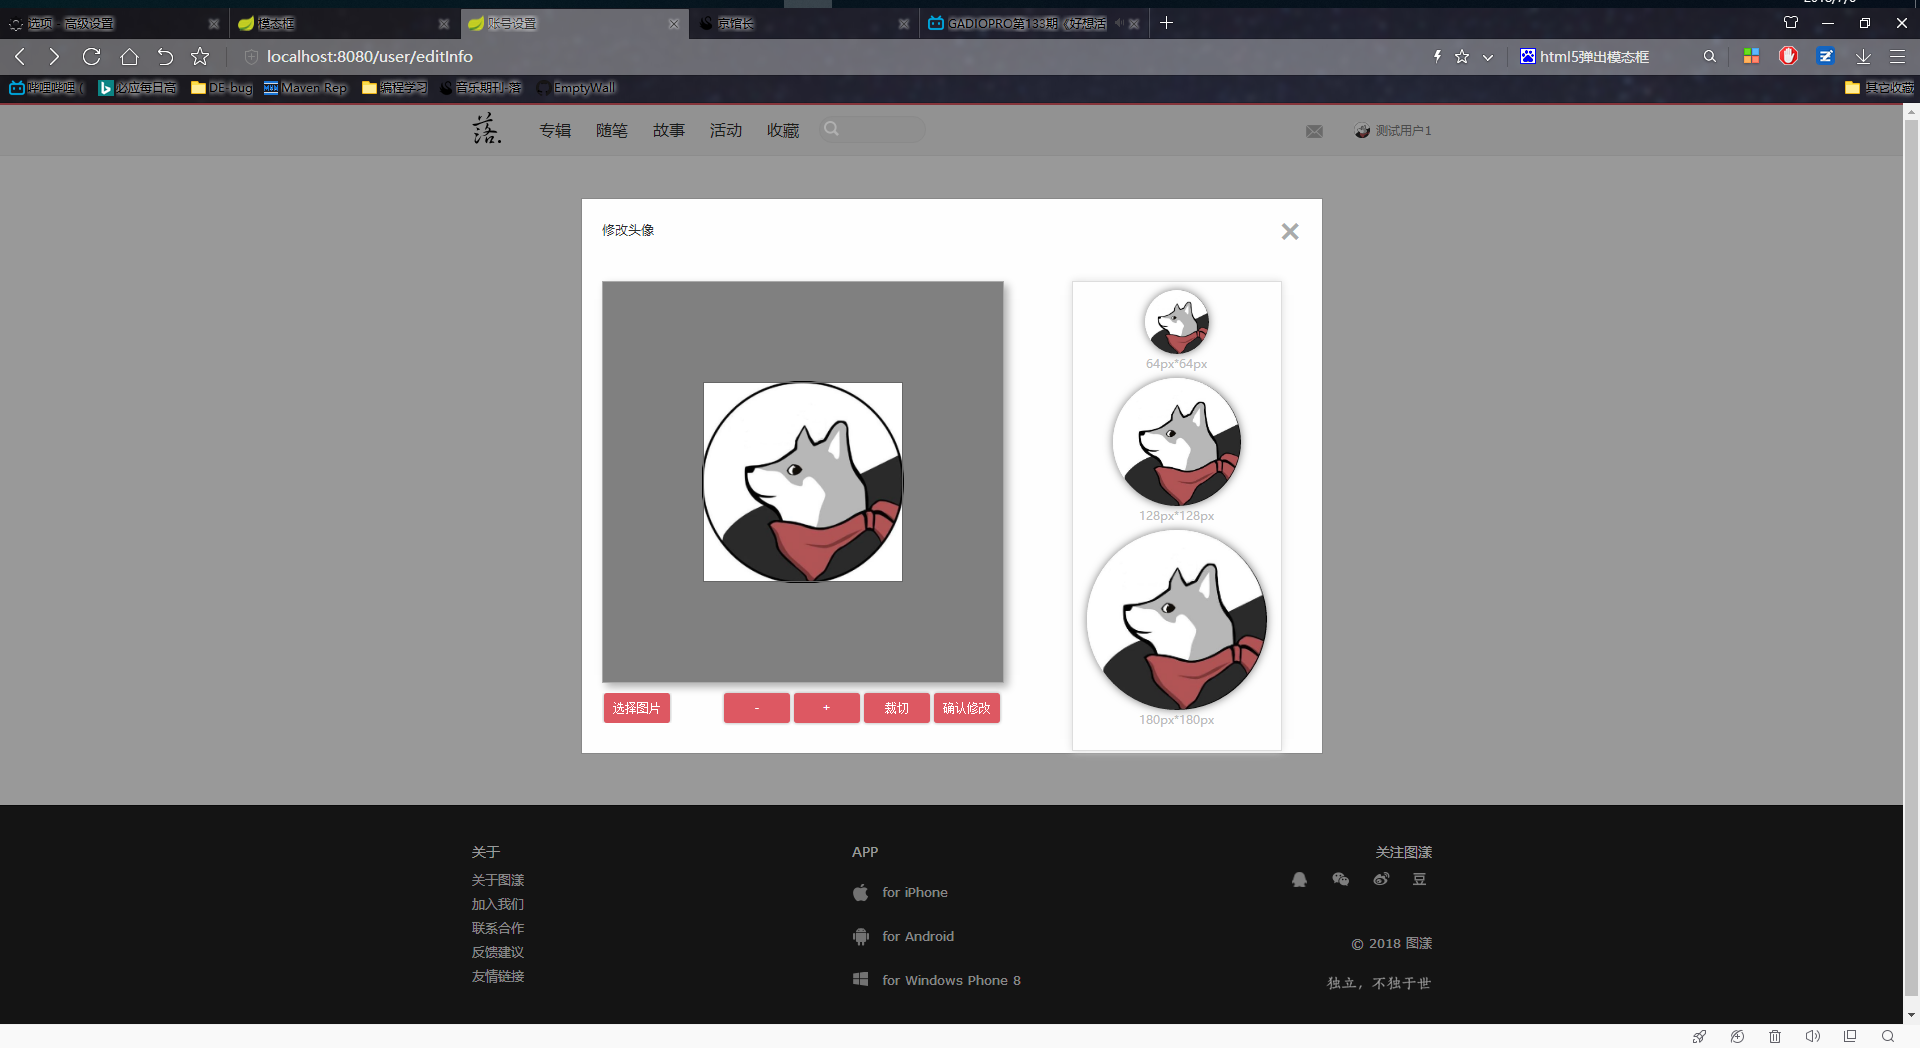 选项 - 高级设置
模态框
账号设置
京馆长
GADIOPRO第133期《好想活
localhost:8080/user/editInfo
html5弹出模态框
哔哩哔哩 (
必应每日高
DE-bug
Maven Rep
编程学习
音乐期刊-落
EmptyWall
其它收藏
落.
专辑
随笔
故事
活动
收藏
测试用户1
修改头像
64px*64px
128px*128px
180px*180px
选择图片
-
+
裁切
确认修改
关于
关于图漾
加入我们
联系合作
反馈建议
友情链接
APP
for iPhone
for Android
for Windows Phone 8
关注图漾
豆
© 2018 图漾
独立，不独于世